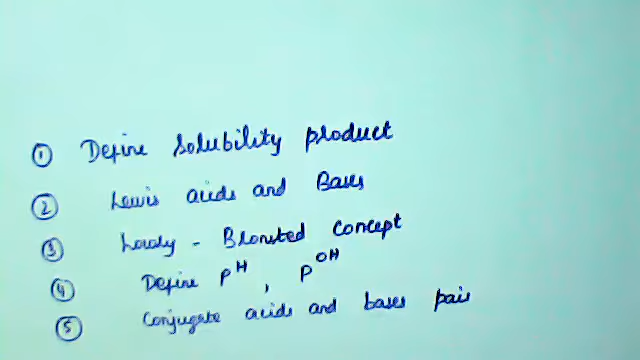 ① Define Solubility product
② Lewis acids and Bases
③ Lowry - Bronsted Concept
④ Define pH, pOH
⑤ Conjugate acids and bases pair